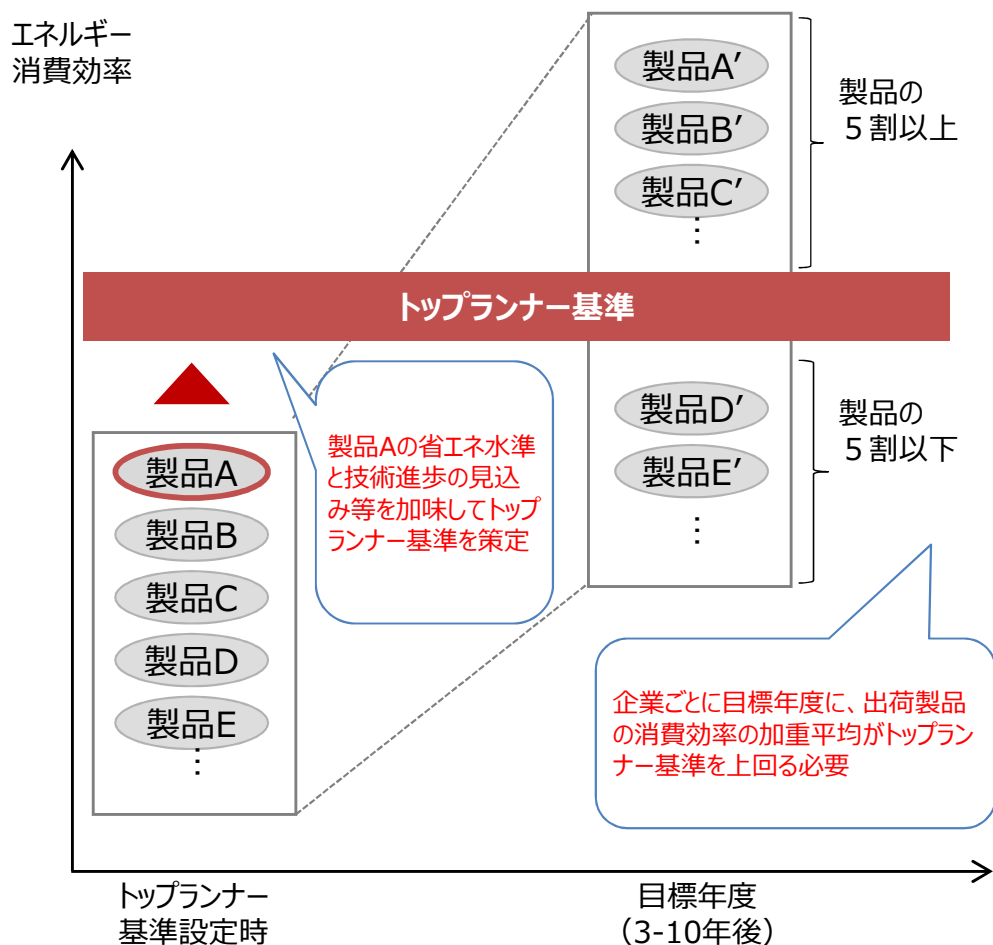 エネルギー
消費効率
製品A′
製品B′
製品C′
⋮
製品の
５割以上
トップランナー基準
製品A
製品B
製品C
製品D
製品E
⋮
製品Aの省エネ水準
と技術進歩の見込
み等を加味してトップ
ランナー基準を策定
製品D′
製品E′
⋮
製品の
５割以下
企業ごとに目標年度に、出荷製品
の消費効率の加重平均がトップラン
ナー基準を上回る必要
トップランナー
基準設定時
目標年度
（3-10年後）